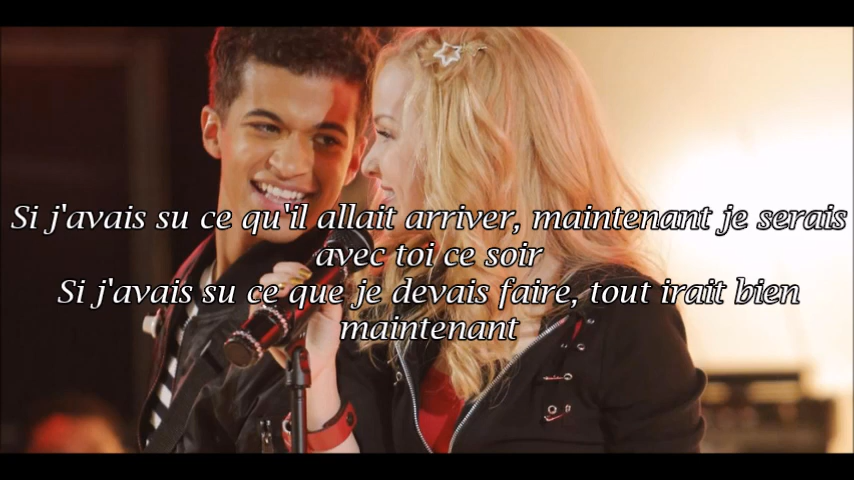 Si j'avais su ce qu'il allait arriver, maintenant je serais
avec toi ce soir
Si j'avais su ce que je devais faire, tout irait bien
maintenant